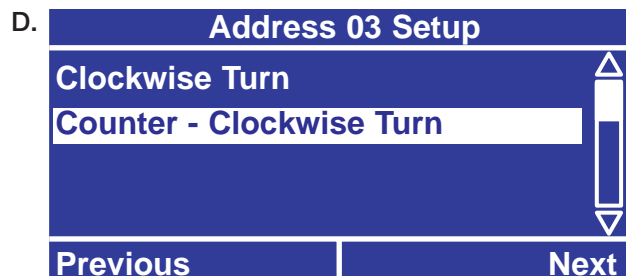 D.
Address 03 Setup
Clockwise Turn
Counter - Clockwise Turn
Previous Next